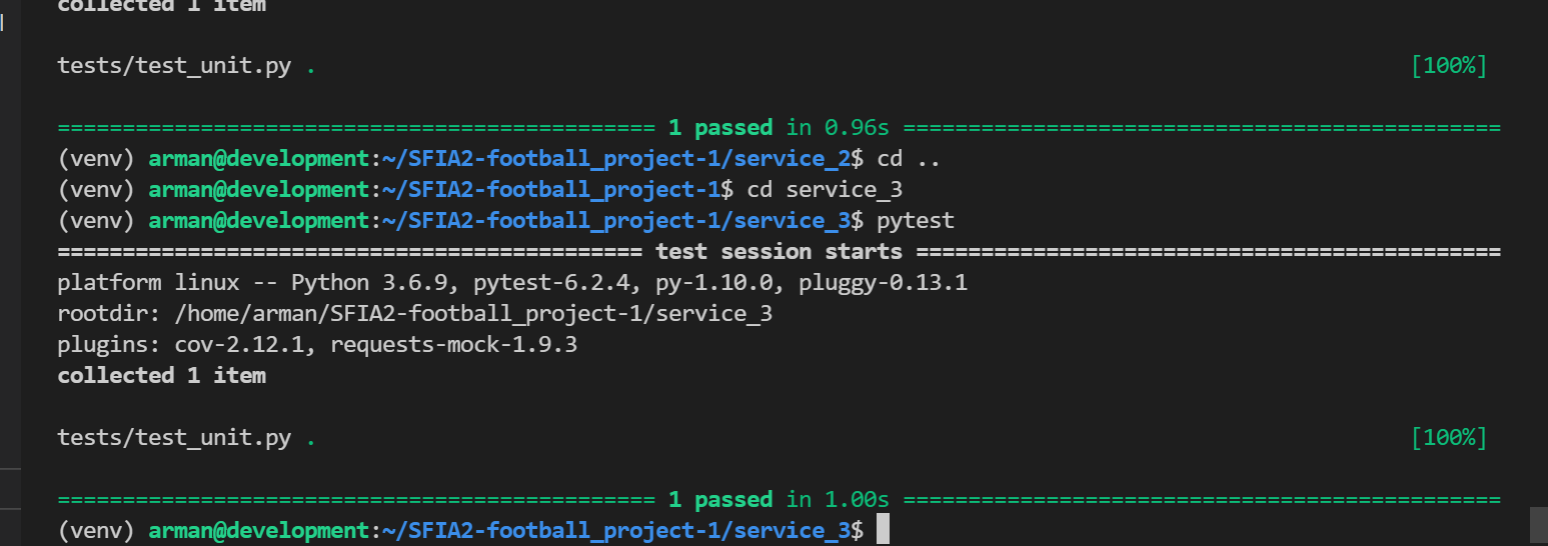 collected 1 item
tests/test_unit.py . [100%]
============================================== 1 passed in 0.96s ==============================================
(venv) arman@development:~/SFIA2-football_project-1/service_2$ cd ..
(venv) arman@development:~/SFIA2-football_project-1$ cd service_3
(venv) arman@development:~/SFIA2-football_project-1/service_3$ pytest
============================================= test session starts =============================================
platform linux -- Python 3.6.9, pytest-6.2.4, py-1.10.0, pluggy-0.13.1
rootdir: /home/arman/SFIA2-football_project-1/service_3
plugins: cov-2.12.1, requests-mock-1.9.3
collected 1 item
tests/test_unit.py . [100%]
============================================== 1 passed in 1.00s ==============================================
(venv) arman@development:~/SFIA2-football_project-1/service_3$